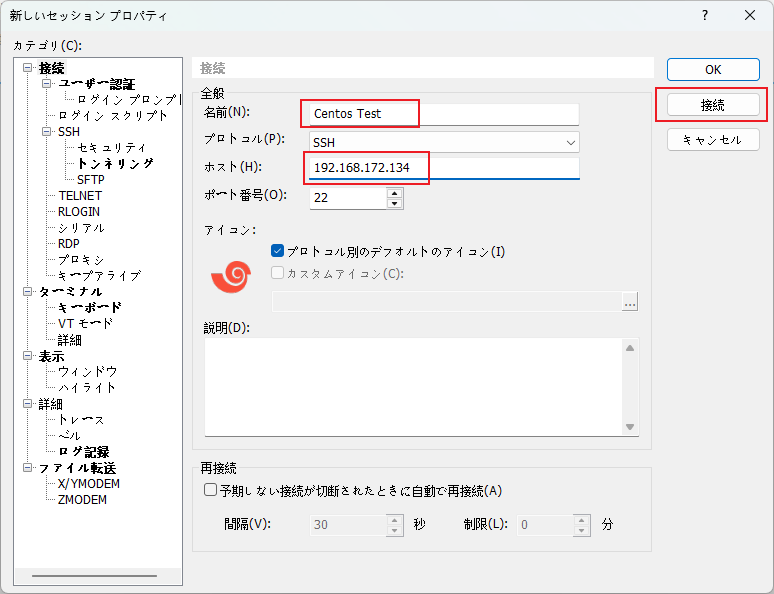 新しいセッション プロパティ
?
カテゴリ(C):
接続
ユーザー認証
ログイン プロンプト
ログイン スクリプト
SSH
セキュリティ
トンネリング
SFTP
TELNET
RLOGIN
シリアル
RDP
プロキシ
キープアライブ
ターミナル
キーボード
VT モード
詳細
表示
ウィンドウ
ハイライト
詳細
トレース
ベル
ログ記録
ファイル転送
X/YMODEM
ZMODEM
接続
全般
名前(N): Centos Test
プロトコル(P): SSH
ホスト(H): 192.168.172.134
ポート番号(O): 22
アイコン:
プロトコル別のデフォルトのアイコン(I)
カスタムアイコン(C):
...
説明(D):
再接続
予期しない接続が切断されたときに自動で再接続(A)
間隔(V): 30 秒 制限(L): 0 分
OK
接続
キャンセル